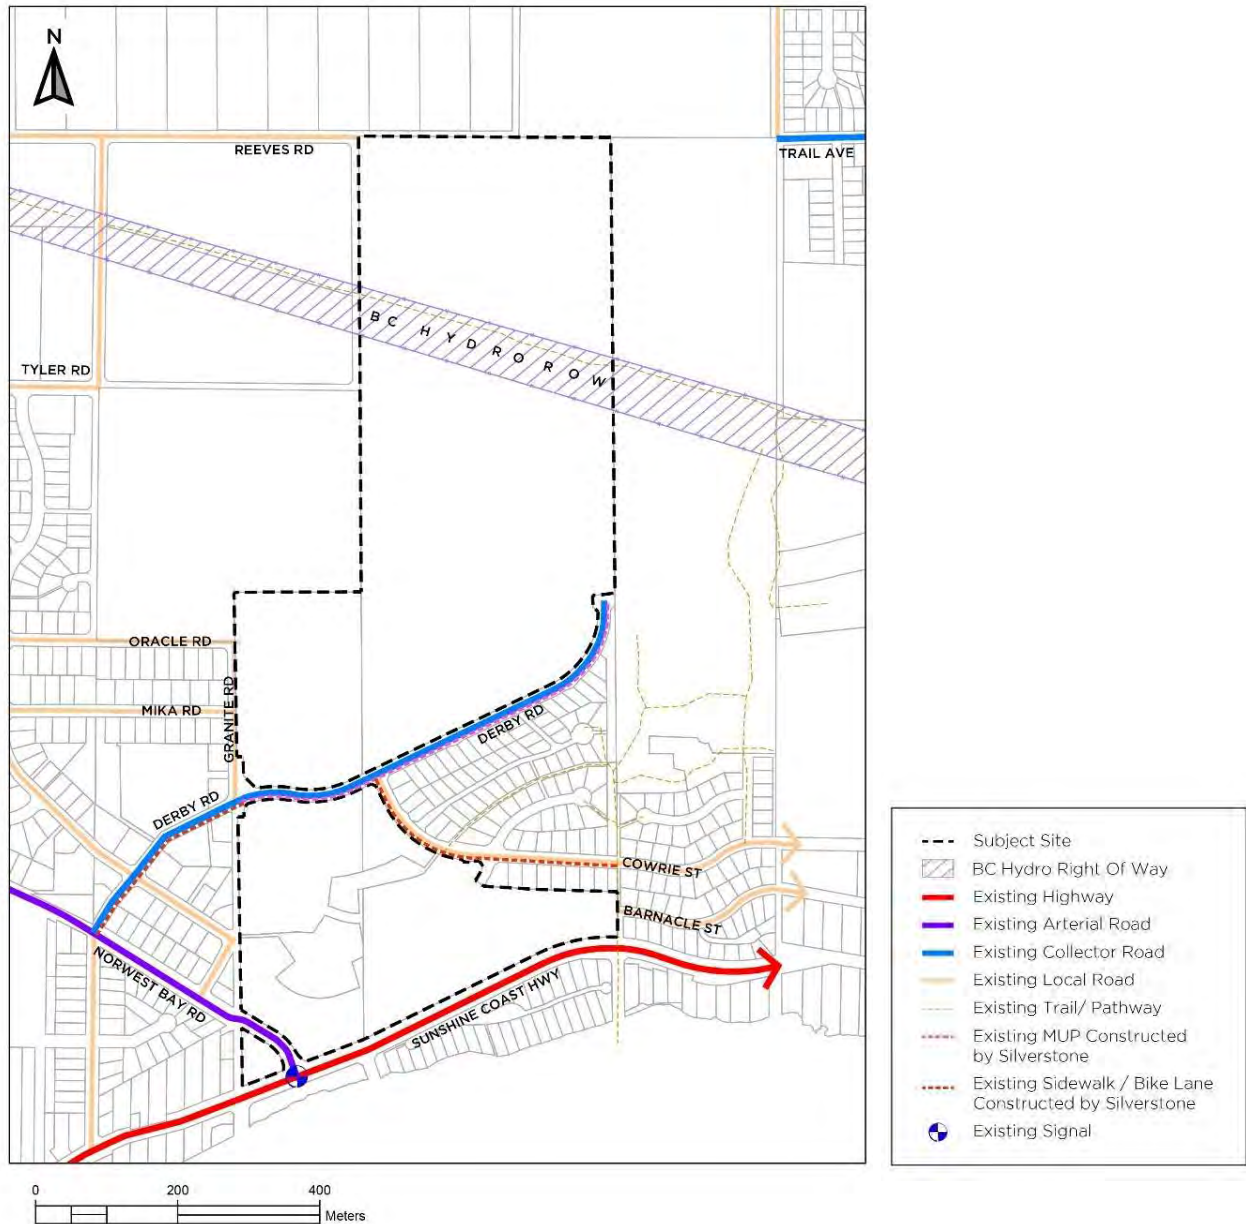 N
REEVES RD
TRAIL AVE
BC HYDRO ROW
TYLER RD
ORACLE RD
GRANITE RD
MIKA RD
DERBY RD
DERBY RD
COWRIE ST
BARNACLE ST
NORWEST BAY RD
SUNSHINE COAST HWY
Subject Site
BC Hydro Right Of Way
Existing Highway
Existing Arterial Road
Existing Collector Road
Existing Local Road
Existing Trail/ Pathway
Existing MUP Constructed
by Silverstone
Existing Sidewalk / Bike Lane
Constructed by Silverstone
Existing Signal
0 200 400
Meters